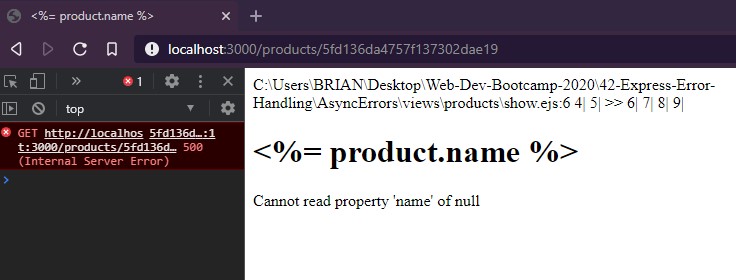 <%= product.name %>
localhost:3000/products/5fd136da4757f137302dae19
1
top
GET http://localhos 5fd136d…:1
t:3000/products/5fd136d… 500
(Internal Server Error)
C:\Users\BRIAN\Desktop\Web-Dev-Bootcamp-2020\42-Express-Error-
Handling\AsyncErrors\views\products\show.ejs:6 4| 5| >> 6| 7| 8| 9|
<%= product.name %>
Cannot read property 'name' of null